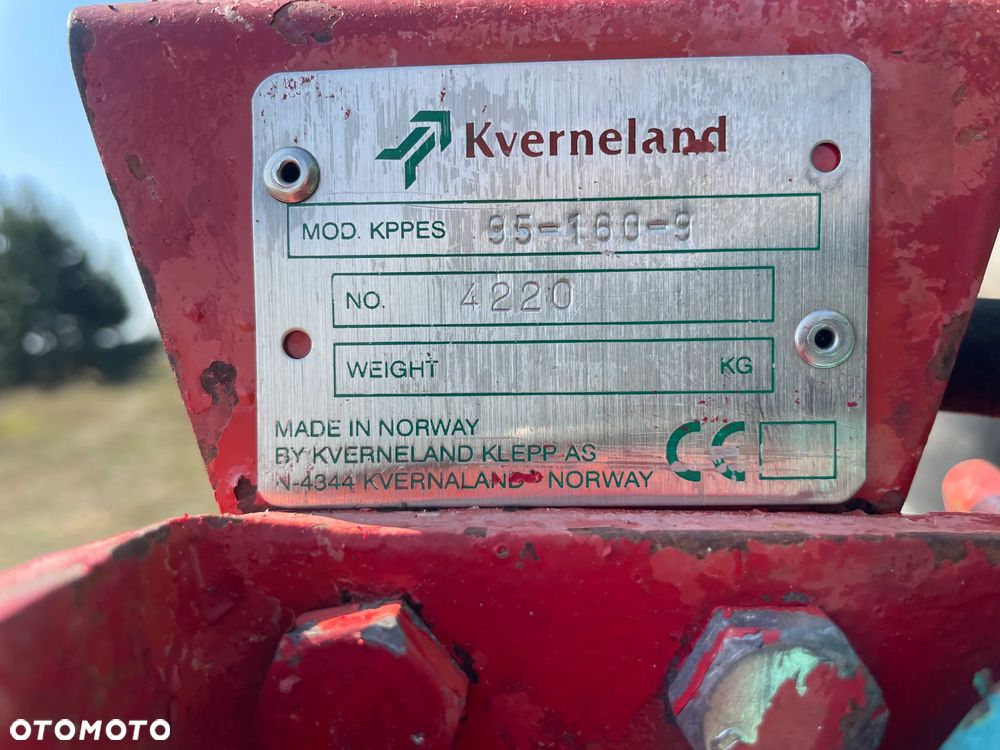 Kverneland
MOD. KPPES 95-160-9
NO. 4220
WEIGHT KG
MADE IN NORWAY
BY KVERNELAND KLEPP AS
N-4344 KVERNALAND - NORWAY
CE
OTOMOTO